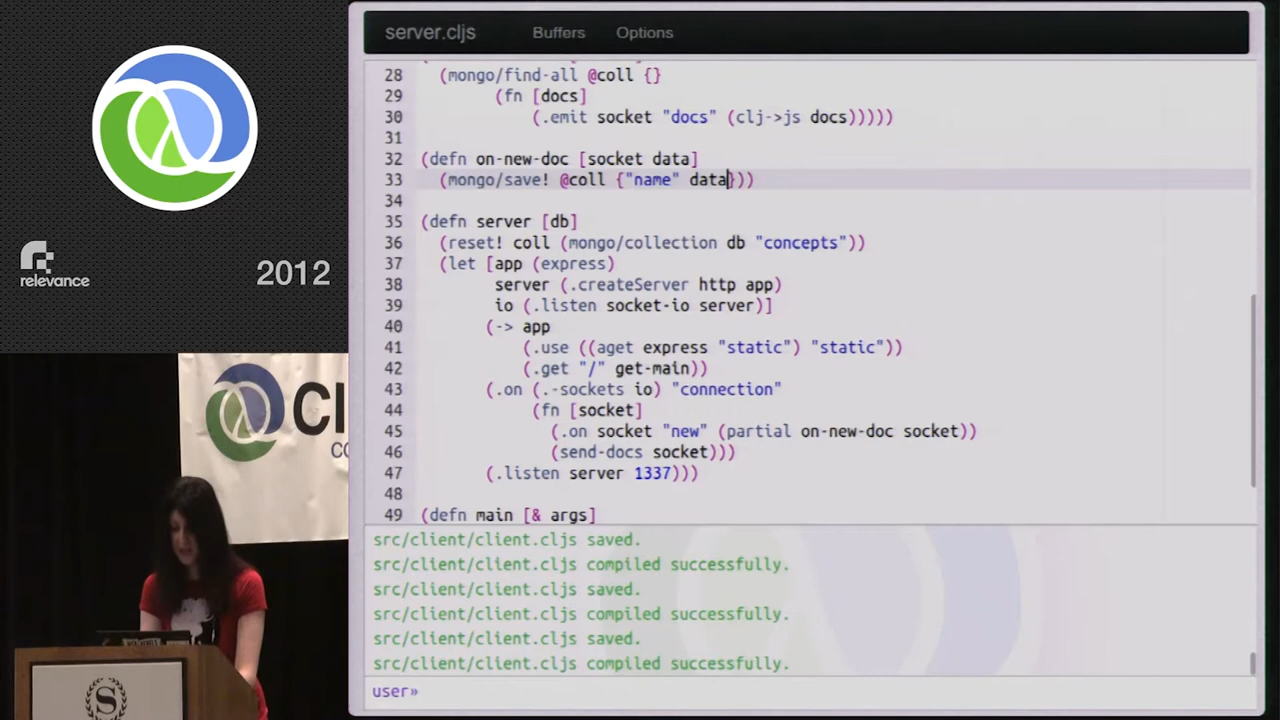 server.cljs Buffers Options
28 (mongo/find-all @coll {}
29 (fn [docs]
30 (.emit socket "docs" (clj->js docs)))))
31
32 (defn on-new-doc [socket data]
33 (mongo/save! @coll {"name" data}))
34
35 (defn server [db]
36 (reset! coll (mongo/collection db "concepts"))
37 (let [app (express)
38 server (.createServer http app)
39 io (.listen socket-io server)]
40 (-> app
41 (.use ((aget express "static") "static"))
42 (.get "/" get-main))
43 (.on (.-sockets io) "connection"
44 (fn [socket]
45 (.on socket "new" (partial on-new-doc socket))
46 (send-docs socket)))
47 (.listen server 1337)))
48
49 (defn main [& args]
src/client/client.cljs saved.
src/client/client.cljs compiled successfully.
src/client/client.cljs saved.
src/client/client.cljs compiled successfully.
src/client/client.cljs saved.
src/client/client.cljs compiled successfully.
user»
relevance
2012
S